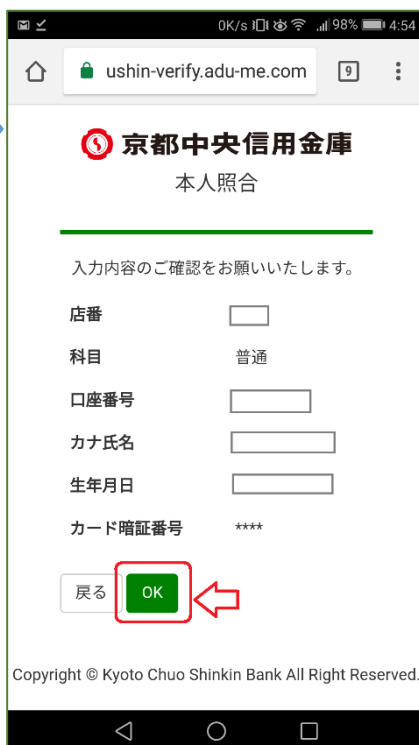 0K/s 98% 4:54
ushin-verify.adu-me.com 9
京都中央信用金庫
本人照合
入力内容のご確認をお願いいたします。
店番
科目 普通
口座番号
カナ氏名
生年月日
カード暗証番号 ****
戻る OK
Copyright © Kyoto Chuo Shinkin Bank All Right Reserved.